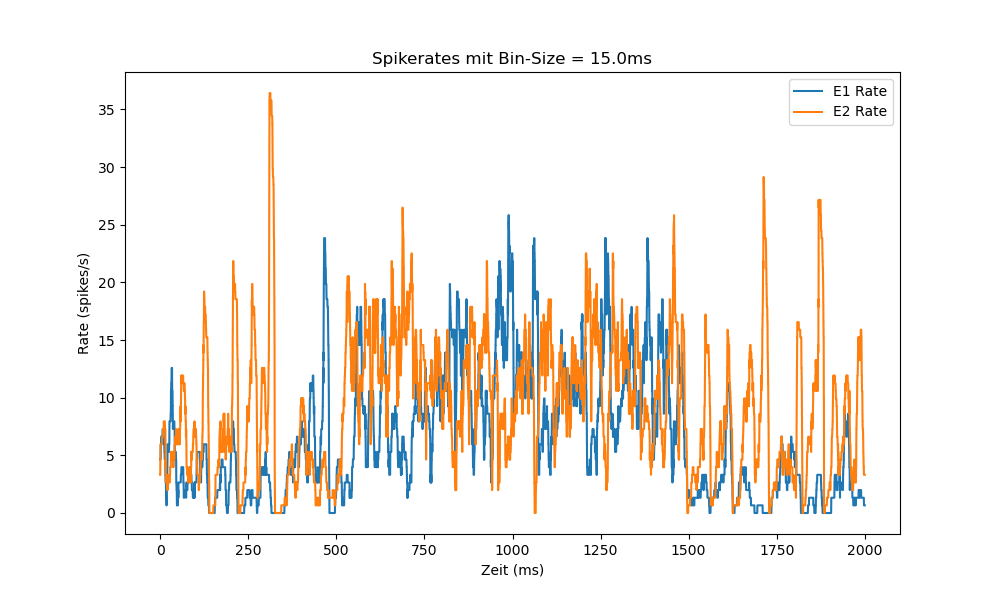 Spikerates mit Bin-Size = 15.0ms
E1 Rate
E2 Rate
35
30
25
20
15
10
5
0
Rate (spikes/s)
0 250 500 750 1000 1250 1500 1750 2000
Zeit (ms)